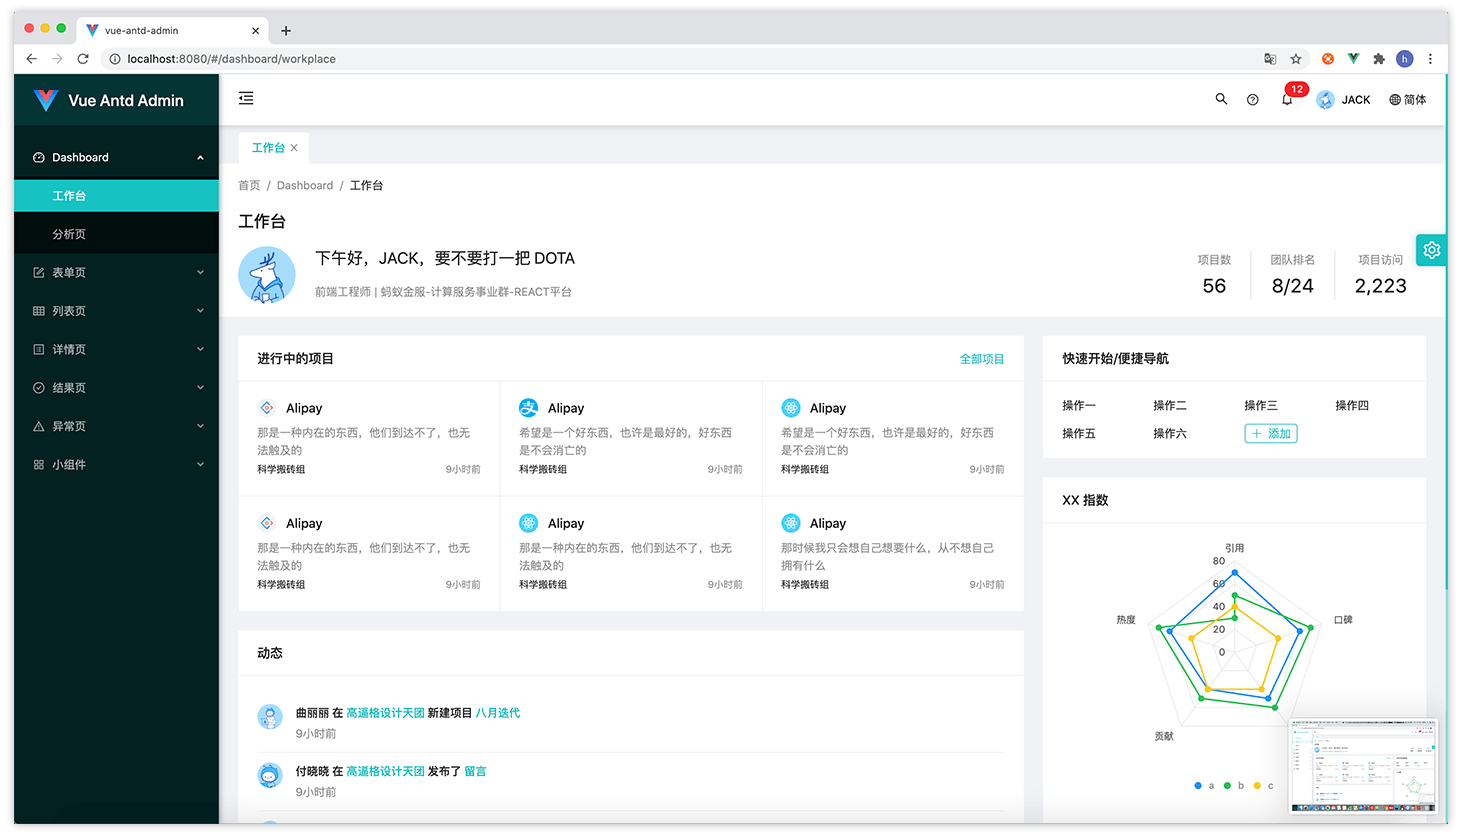 vue-antd-admin
localhost:8080/#/dashboard/workplace
h
Vue Antd Admin
12
JACK
简体
Dashboard
工作台
分析页
表单页
列表页
详情页
结果页
异常页
小组件
工作台
首页 / Dashboard / 工作台
工作台
下午好，JACK，要不要打一把 DOTA
前端工程师 | 蚂蚁金服-计算服务事业群-REACT平台
项目数
56
团队排名
8/24
项目访问
2,223
进行中的项目
全部项目
Alipay
那是一种内在的东西，他们到达不了，也无
法触及的
科学搬砖组
9小时前
Alipay
希望是一个好东西，也许是最好的，好东西
是不会消亡的
科学搬砖组
9小时前
Alipay
希望是一个好东西，也许是最好的，好东西
是不会消亡的
科学搬砖组
9小时前
Alipay
那是一种内在的东西，他们到达不了，也无
法触及的
科学搬砖组
9小时前
Alipay
那是一种内在的东西，他们到达不了，也无
法触及的
科学搬砖组
9小时前
Alipay
那时候我只会想自己想要什么，从不想自己
拥有什么
科学搬砖组
9小时前
动态
曲丽丽 在 高逼格设计天团 新建项目 八月迭代
9小时前
付晓晓 在 高逼格设计天团 发布了 留言
9小时前
快速开始/便捷导航
操作一 操作二 操作三 操作四
操作五 操作六 + 添加
XX 指数
引用
80
60
40
20
0
热度
口碑
贡献
a b c